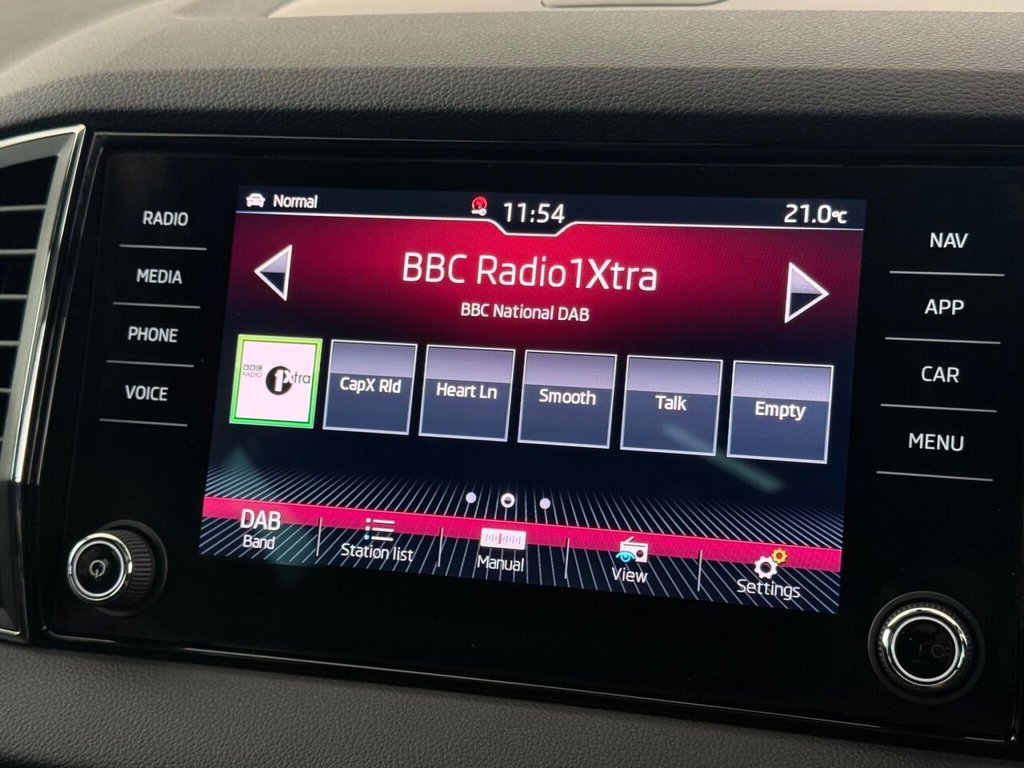 Normal
11:54
21.0°C
RADIO
MEDIA
PHONE
VOICE
NAV
APP
CAR
MENU
BBC Radio1Xtra
BBC National DAB
BBC
RADIO
1Xtra
CapX Rld
Heart Ln
Smooth
Talk
Empty
DAB
Band
Station list
Manual
View
Settings